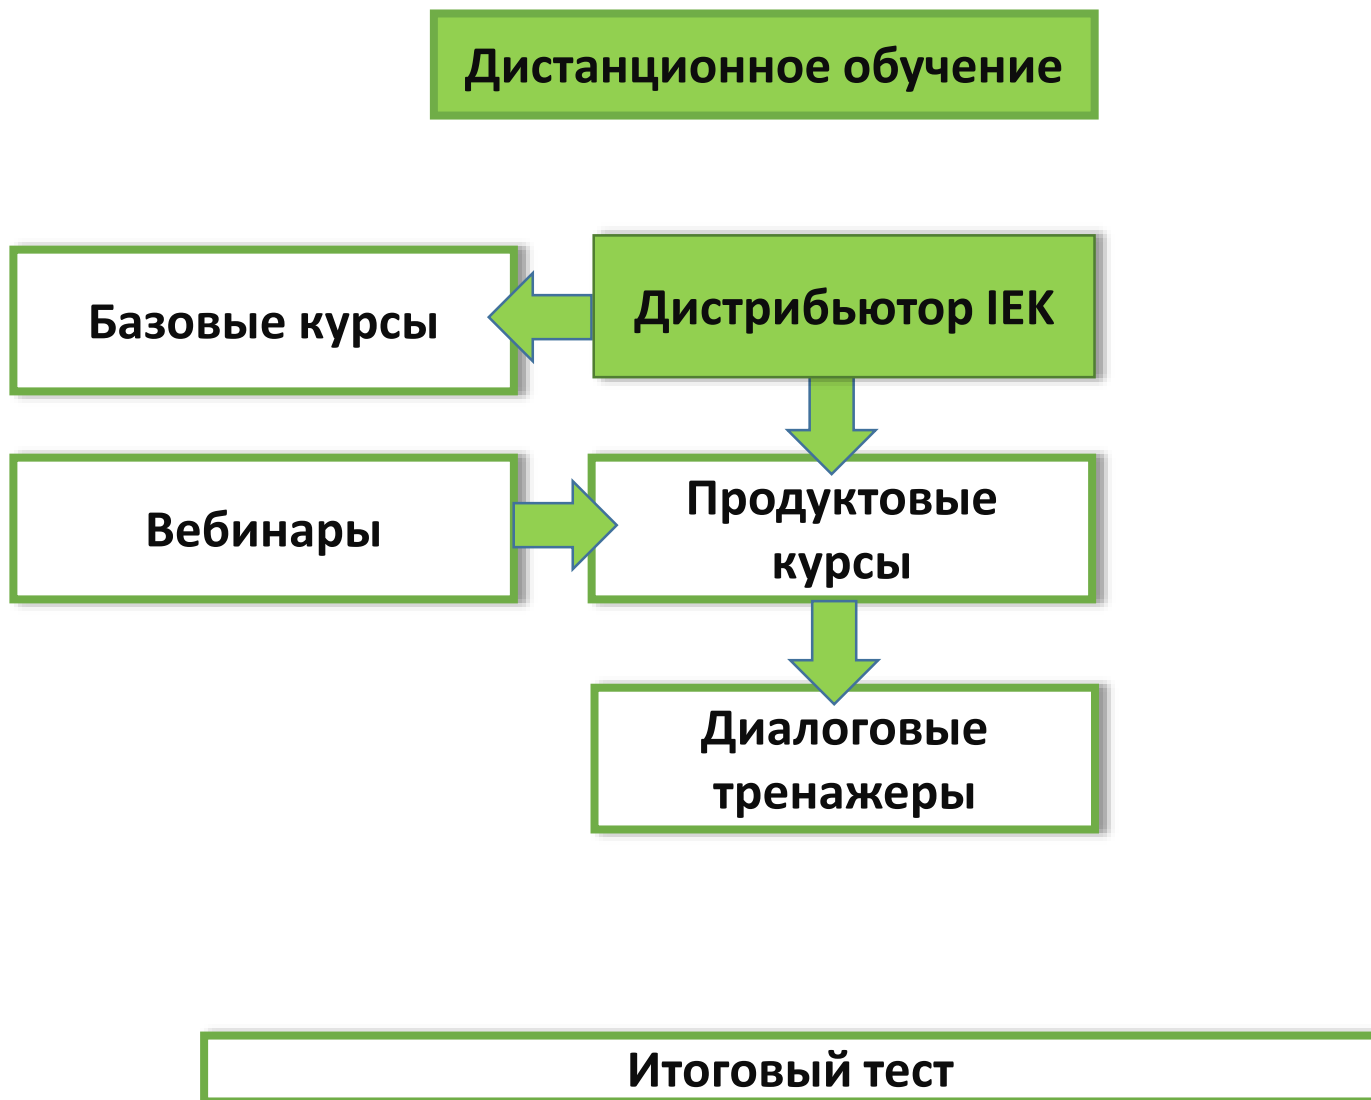 Дистанционное обучение
Базовые курсы
Дистрибьютор IEK
Вебинары
Продуктовые
курсы
Диалоговые
тренажеры
Итоговый тест